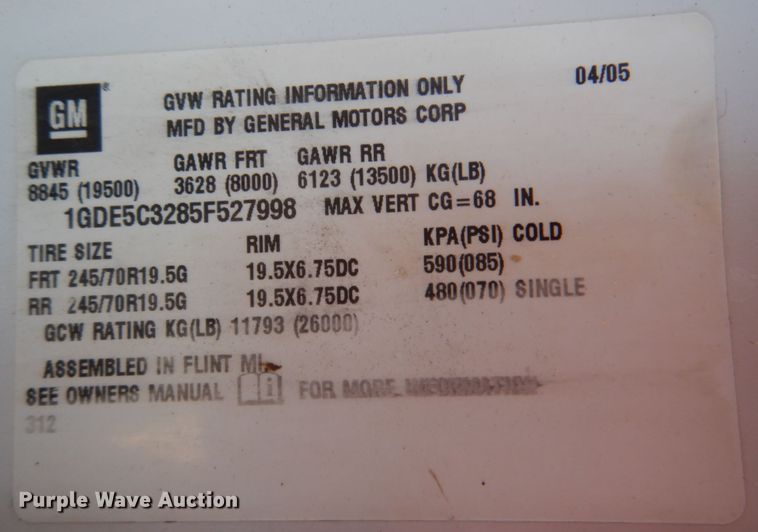 GM ®
GVW RATING INFORMATION ONLY 04/05
MFD BY GENERAL MOTORS CORP
GVWR GAWR FRT GAWR RR
8845 (19500) 3628 (8000) 6123 (13500) KG(LB)
1GDE5C3285F527998 MAX VERT CG=68 IN.
TIRE SIZE RIM KPA(PSI) COLD
FRT 245/70R19.5G 19.5X6.75DC 590(085)
RR 245/70R19.5G 19.5X6.75DC 480(070) SINGLE
GCW RATING KG(LB) 11793 (26000)
ASSEMBLED IN FLINT MI
SEE OWNERS MANUAL i FOR MORE INFORMATION
312
Purple Wave Auction